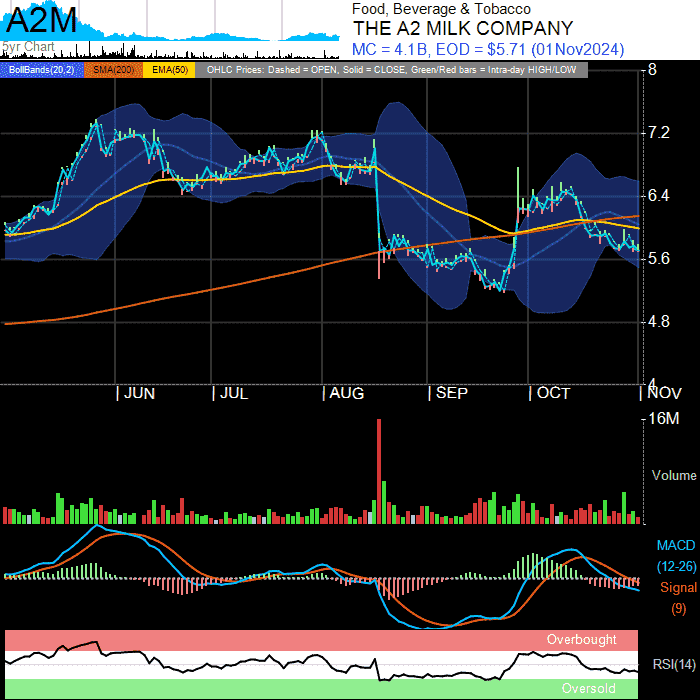 A2M
5yr Chart
Food, Beverage & Tobacco
THE A2 MILK COMPANY
MC = 4.1B, EOD = $5.71 (01Nov2024)
BollBands(20,2) SMA(200) EMA(50) OHLC Prices: Dashed = OPEN, Solid = CLOSE, Green/Red bars = Intra-day HIGH/LOW
8
7.2
6.4
5.6
4.8
4
JUN JUL AUG SEP OCT NOV
16M
Volume
MACD
(12-26)
Signal
(9)
Overbought
RSI(14)
Oversold